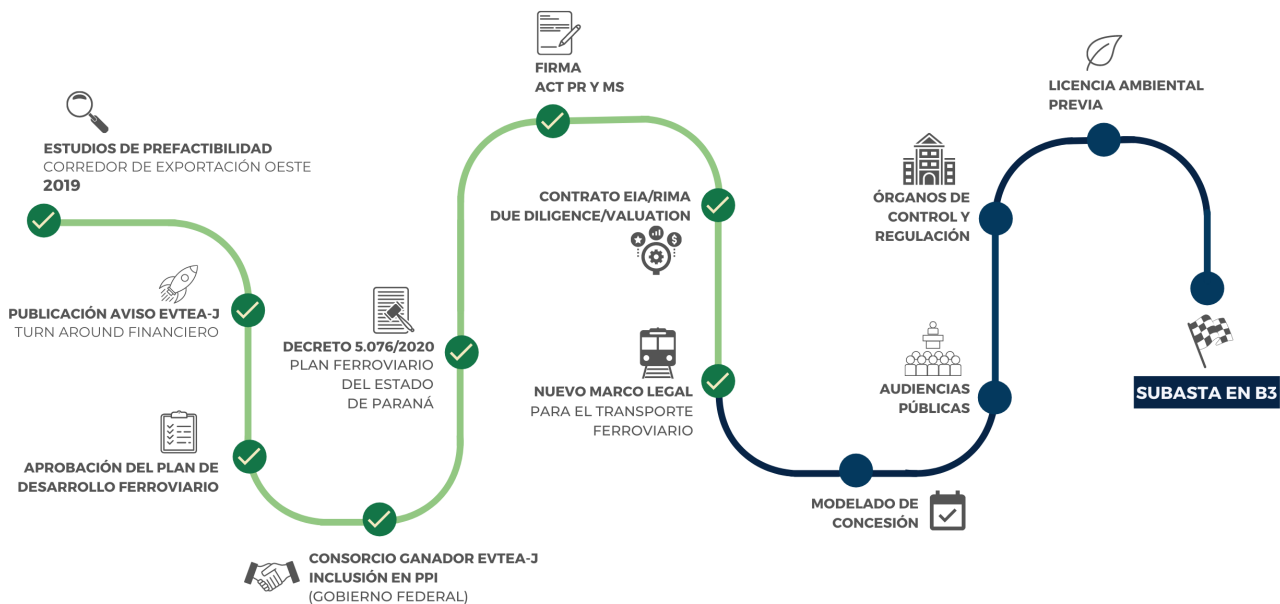 ESTUDIOS DE PREFACTIBILIDAD
CORREDOR DE EXPORTACIÓN OESTE
2019
PUBLICACIÓN AVISO EVTEA-J
TURN AROUND FINANCIERO
APROBACIÓN DEL PLAN DE
DESARROLLO FERROVIARIO
CONSORCIO GANADOR EVTEA-J
INCLUSIÓN EN PPI
(GOBIERNO FEDERAL)
DECRETO 5.076/2020
PLAN FERROVIARIO
DEL ESTADO
DE PARANÁ
FIRMA
ACT PR Y MS
CONTRATO EIA/RIMA
DUE DILIGENCE/VALUATION
NUEVO MARCO LEGAL
PARA EL TRANSPORTE
FERROVIARIO
MODELADO DE
CONCESIÓN
AUDIENCIAS
PÚBLICAS
ÓRGANOS DE
CONTROL Y
REGULACIÓN
LICENCIA AMBIENTAL
PREVIA
SUBASTA EN B3